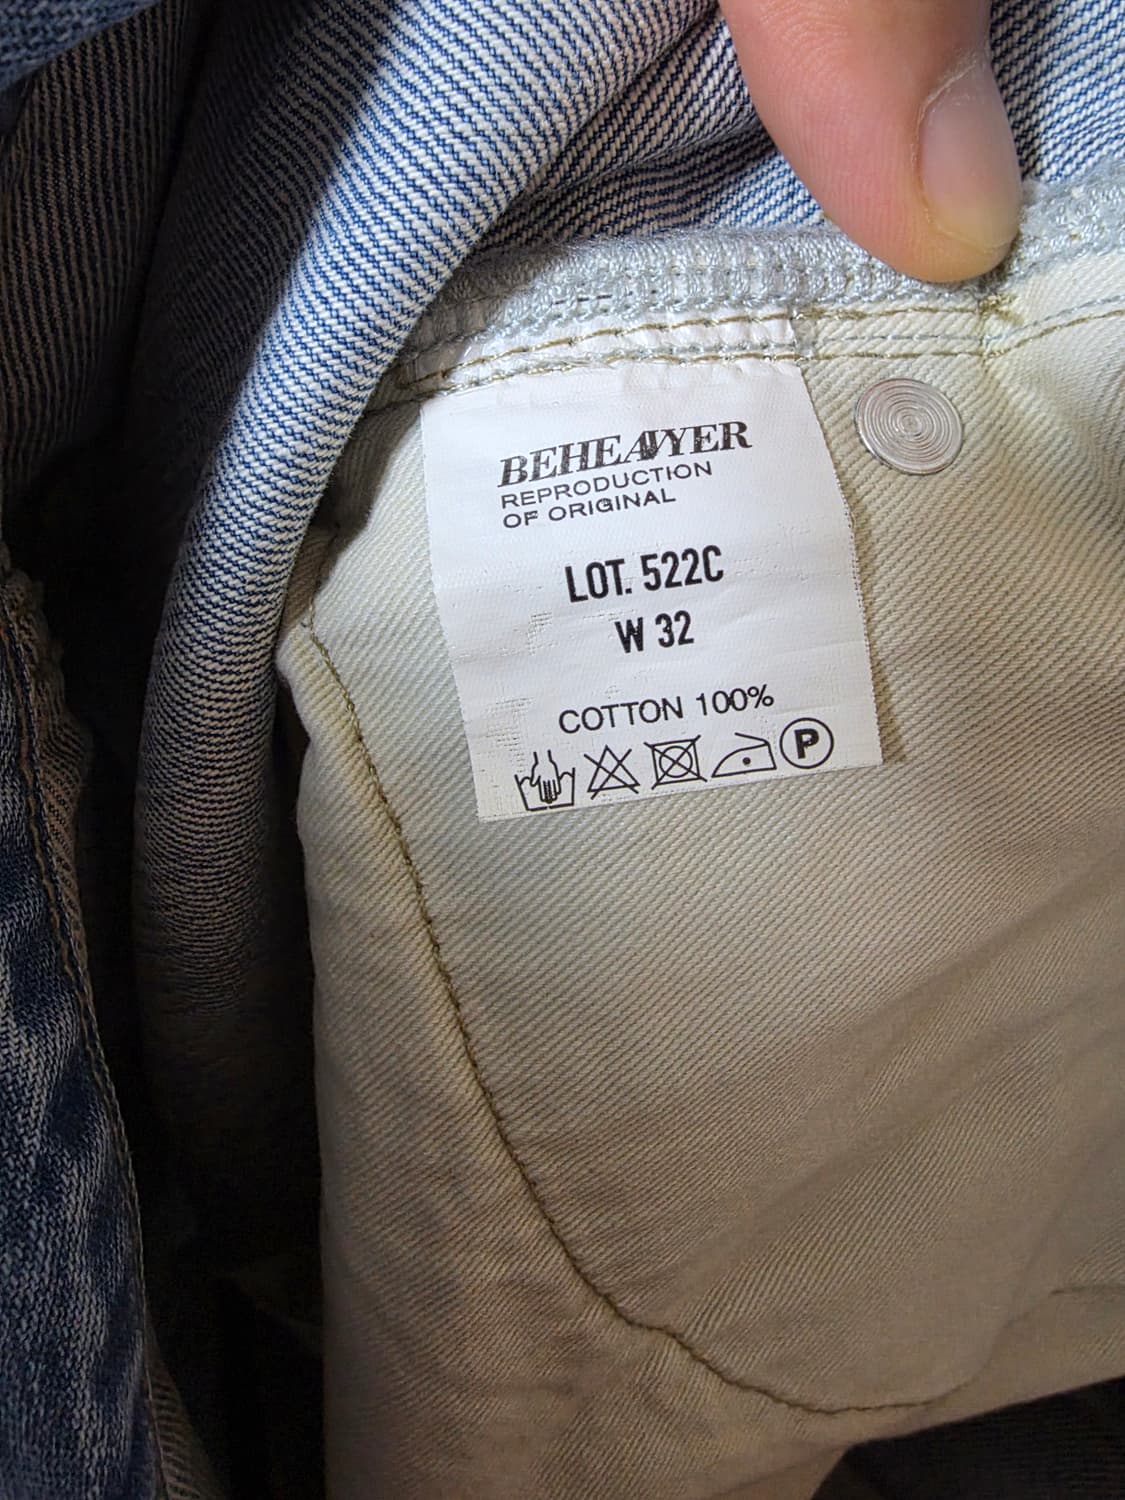 BEHEAVYER
REPRODUCTION
OF ORIGINAL
LOT. 522C
W 32
COTTON 100%
P